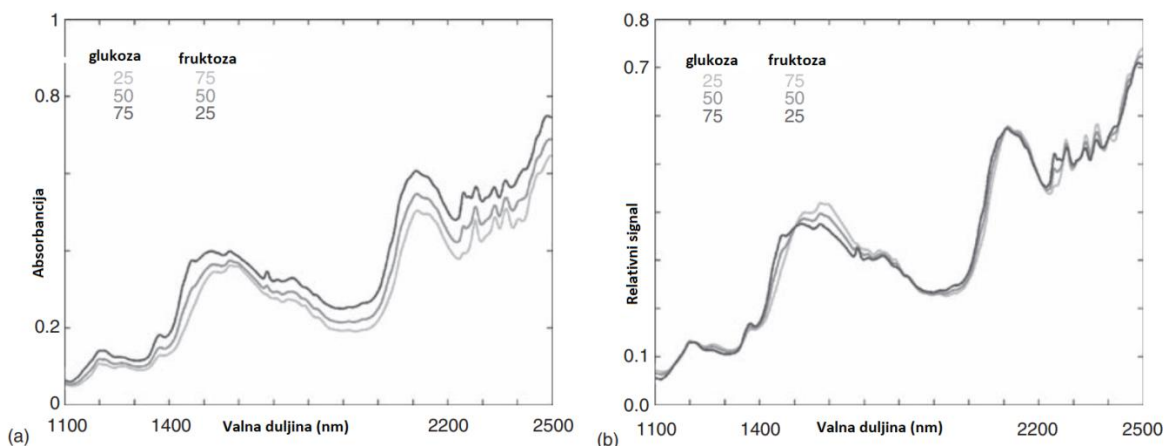 1
0.8
0.2
0
Absorbancija
glukoza fruktoza
25 75
50 50
75 25
1100 1400 Valna duljina (nm) 2200 2500
(a)
0.8
0.7
0.1
0.0
Relativni signal
glukoza fruktoza
25 75
50 50
75 25
1100 1400 Valna duljina (nm) 2200 2500
(b)